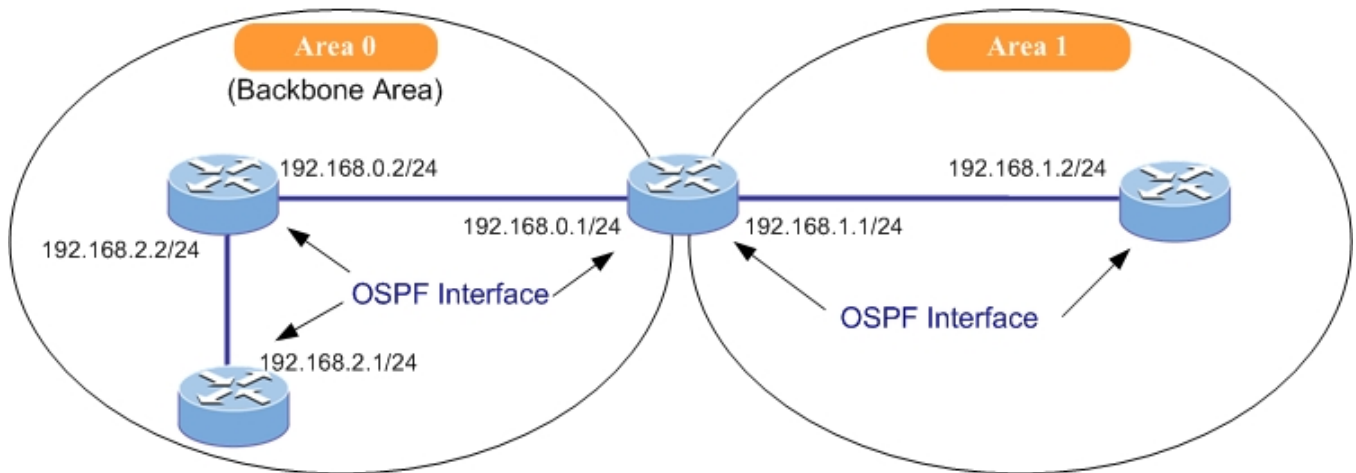 Area 0
(Backbone Area)
Area 1
192.168.0.2/24
192.168.1.2/24
192.168.2.2/24
192.168.0.1/24
192.168.1.1/24
OSPF Interface
OSPF Interface
192.168.2.1/24